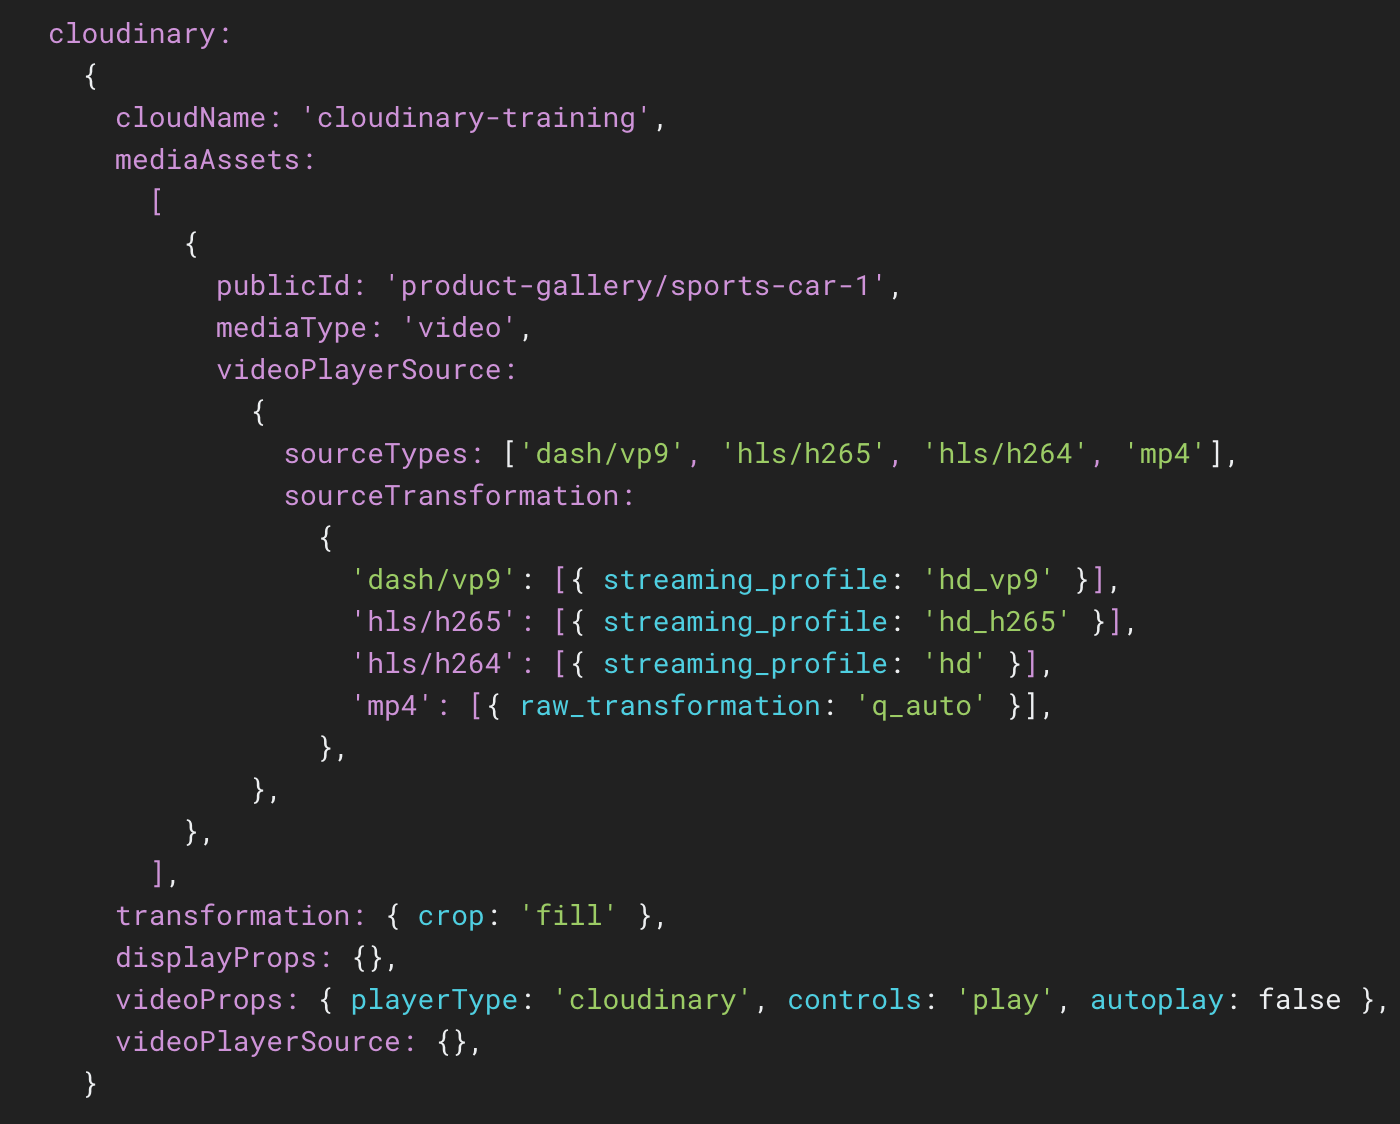 cloudinary:
{
cloudName: 'cloudinary-training',
mediaAssets:
[
{
publicId: 'product-gallery/sports-car-1',
mediaType: 'video',
videoPlayerSource:
{
sourceTypes: ['dash/vp9', 'hls/h265', 'hls/h264', 'mp4'],
sourceTransformation:
{
'dash/vp9': [{ streaming_profile: 'hd_vp9' }],
'hls/h265': [{ streaming_profile: 'hd_h265' }],
'hls/h264': [{ streaming_profile: 'hd' }],
'mp4': [{ raw_transformation: 'q_auto' }],
},
},
},
],
transformation: { crop: 'fill' },
displayProps: {},
videoProps: { playerType: 'cloudinary', controls: 'play', autoplay: false },
videoPlayerSource: {},
}